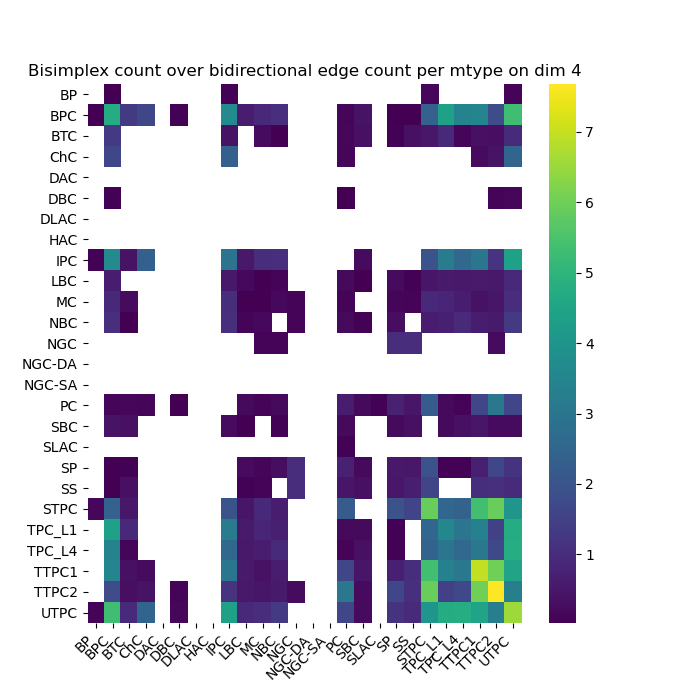 Bisimplex count over bidirectional edge count per mtype on dim 4
BP
BPC
BTC
ChC
DAC
DBC
DLAC
HAC
IPC
LBC
MC
NBC
NGC
NGC-DA
NGC-SA
PC
SBC
SLAC
SP
SS
STPC
TPC_L1
TPC_L4
TTPC1
TTPC2
UTPC
BP
BPC
BTC
ChC
DAC
DBC
DLAC
HAC
IPC
LBC
MC
NBC
NGC
NGC-DA
NGC-SA
PC
SBC
SLAC
SP
SS
STPC
TPC_L1
TPC_L4
TTPC1
TTPC2
UTPC
7
6
5
4
3
2
1